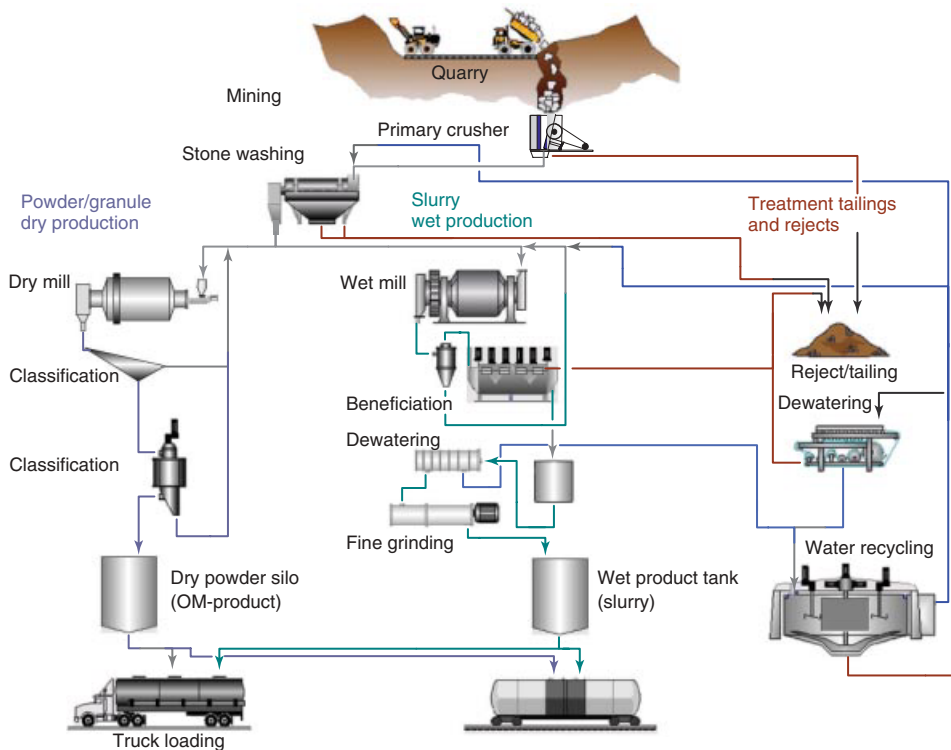 Quarry
Mining
Primary crusher
Stone washing
Powder/granule
dry production
Slurry
wet production
Treatment tailings
and rejects
Dry mill
Wet mill
Classification
Beneficiation
Reject/tailing
Dewatering
Dewatering
Classification
Fine grinding
Water recycling
Dry powder silo
(OM-product)
Wet product tank
(slurry)
Truck loading